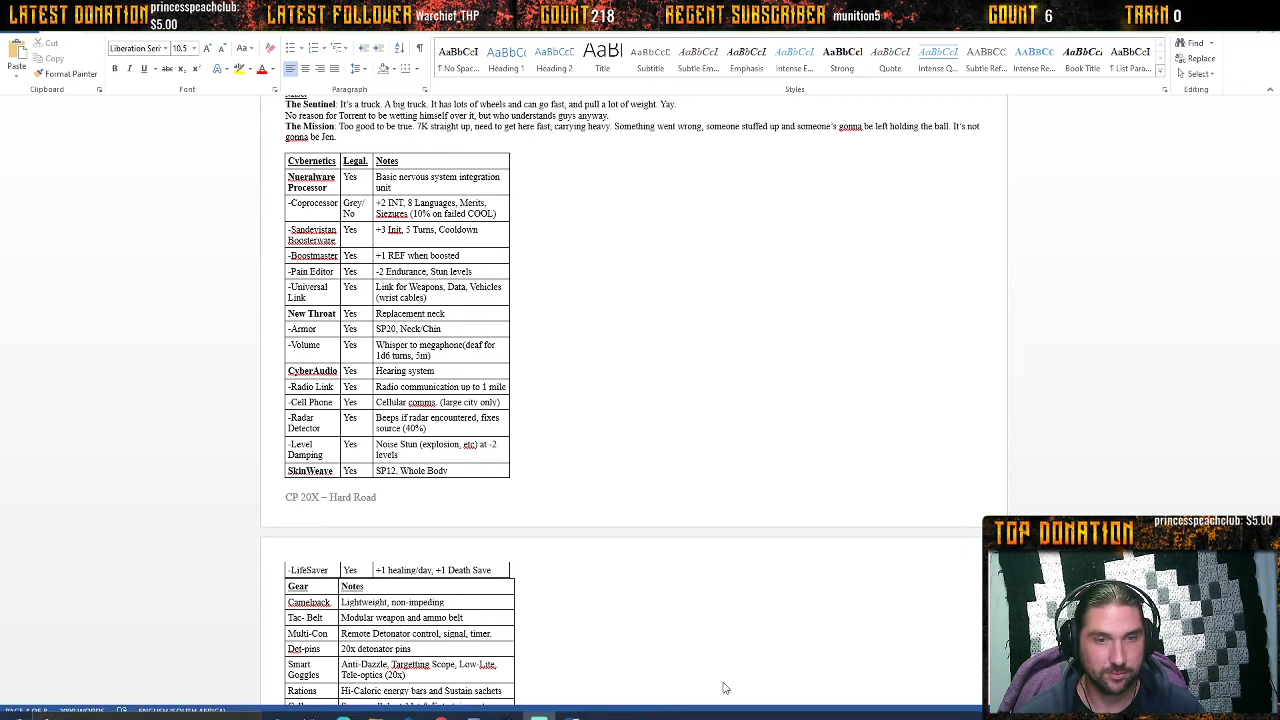 LATEST DONATION princesspeachclub: $5.00 LATEST FOLLOWER Warchief_THP COUNT 218 RECENT SUBSCRIBER munition5 COUNT 6 TRAIN 0
Paste
Cut
Copy
Format Painter
Clipboard
Liberation Seri 10.5
Font
Paragraph
¶ No Spac... Heading 1 Heading 2 Title Subtitle Subtle Em... Emphasis Intense E... Strong Quote Intense Q... Subtle Ref... Intense Re... Book Title ¶ List Para...
Styles
Find
Replace
Select
Editing
The Sentinel: It's a truck. A big truck. It has lots of wheels and can go fast, and pull a lot of weight. Yay.
No reason for Torrent to be wetting himself over it, but who understands guys anyway.
The Mission: Too good to be true. 7K straight up, need to get here fast, carrying heavy. Something went wrong, someone stuffed up and someone's gonna be left holding the ball. It's not
gonna be Jen.
Cybernetics Legal. Notes
Nueralware Yes Basic nervous system integration
Processor unit
-Coprocessor Grey/ +2 INT, 8 Languages, Merits,
No Siezures (10% on failed COOL)
-Sandevistan Yes +3 Init, 5 Turns, Cooldown
Boosterware
-Boostmaster Yes +1 REF when boosted
-Pain Editor Yes -2 Endurance, Stun levels
-Universal Yes Link for Weapons, Data, Vehicles
Link (wrist cables)
New Throat Yes Replacement neck
-Armor Yes SP20, Neck/Chin
-Volume Yes Whisper to megaphone(deaf for
1d6 turns, 5m)
CyberAudio Yes Hearing system
-Radio Link Yes Radio communication up to 1 mile
-Cell Phone Yes Cellular comms. (large city only)
-Radar Yes Beeps if radar encountered, fixes
Detector source (40%)
-Level Yes Noise Stun (explosion, etc) at -2
Damping levels
SkinWeave Yes SP12. Whole Body
CP 20X – Hard Road
-LifeSaver Yes +1 healing/day, +1 Death Save
Gear Notes
Camelpack Lightweight, non-impeding
Tac- Belt Modular weapon and ammo belt
Multi-Con Remote Detonator control, signal, timer.
Det-pins 20x detonator pins
Smart Anti-Dazzle, Targetting Scope, Low-Lite,
Goggles Tele-optics (20x)
Rations Hi-Caloric energy bars and Sustain sachets
TOP DONATION princesspeachclub: $5.00
PAGE 4 OF 8 ENGLISH (SOUTH AFRICA)